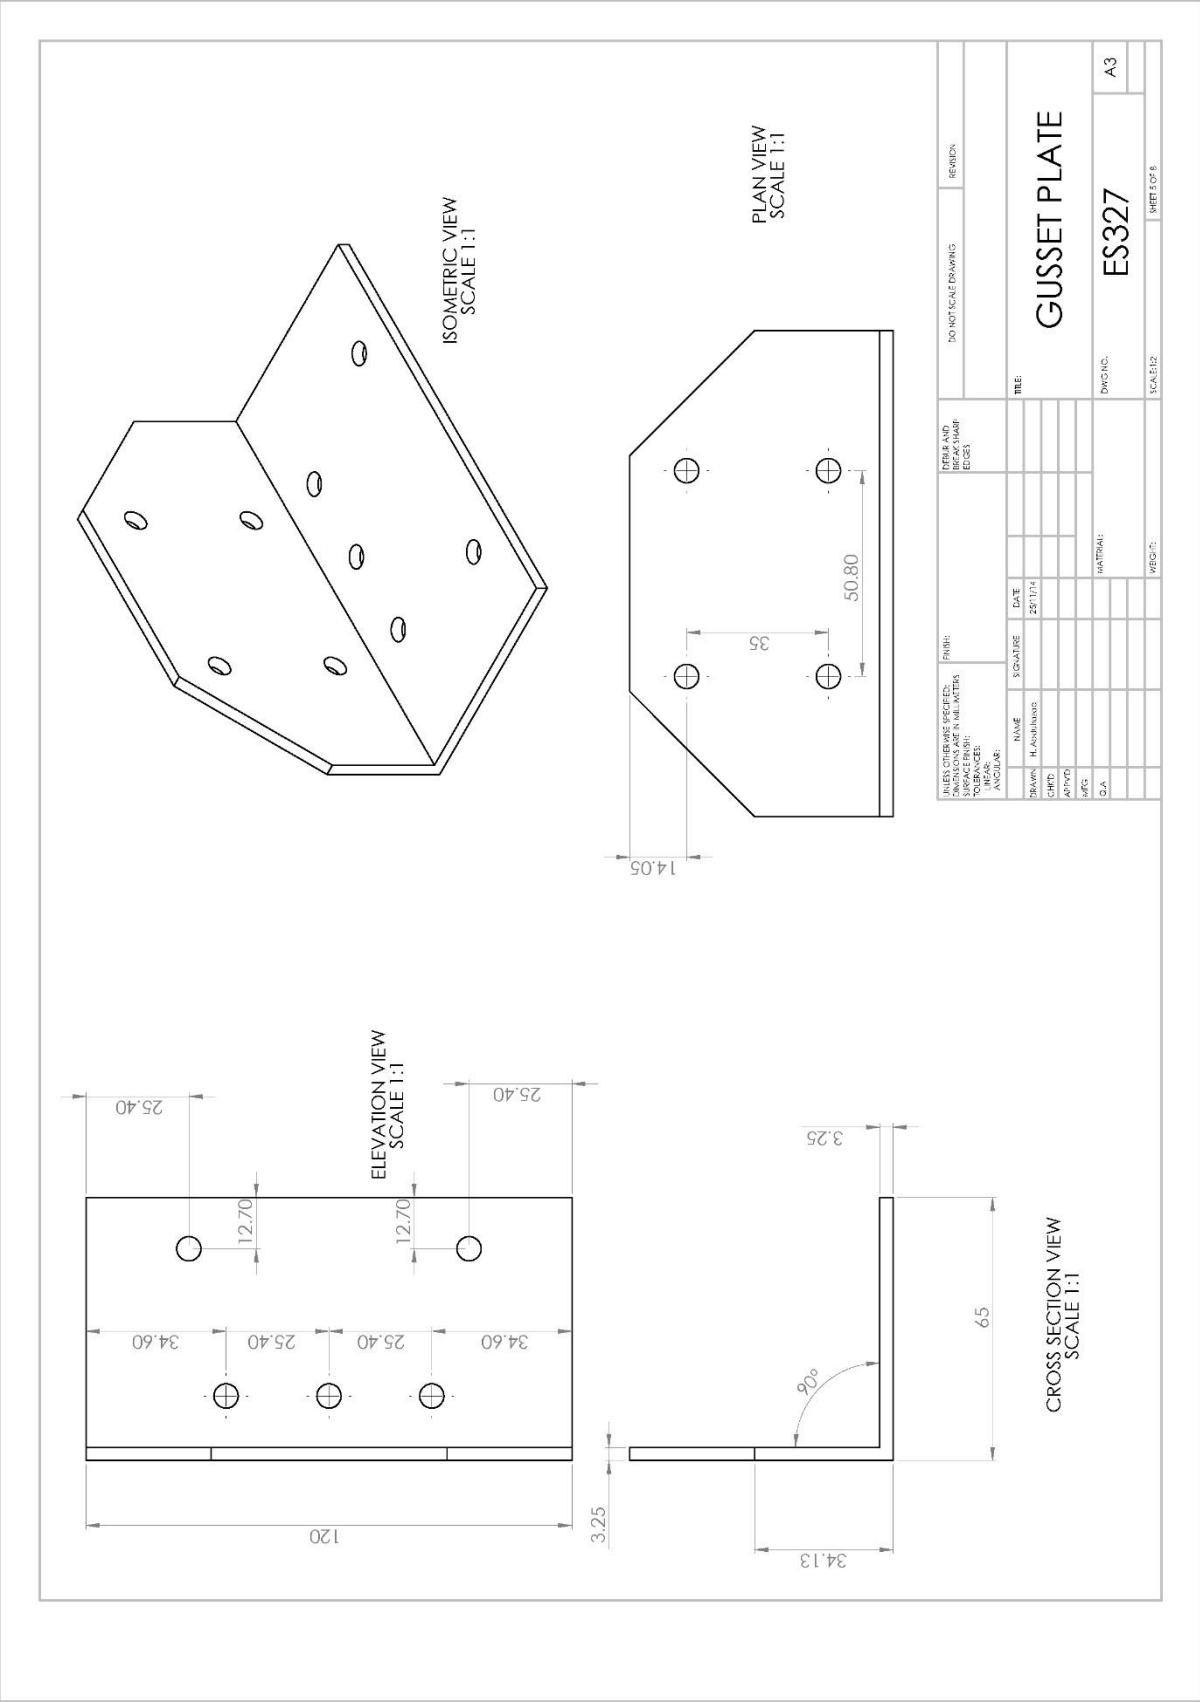 ISOMETRIC VIEW
SCALE 1:1
PLAN VIEW
SCALE 1:1
50.80
35
14.05
ELEVATION VIEW
SCALE 1:1
25.40
25.40
12.70
12.70
34.60
25.40
25.40
34.60
120
CROSS SECTION VIEW
SCALE 1:1
3.25
65
90°
3.25
34.13
UNLESS OTHERWISE SPECIFIED:
DIMENSIONS ARE IN MILLIMETERS
SURFACE FINISH:
TOLERANCES:
LINEAR:
ANGULAR:
FINISH:
DEBUR AND
BREAK SHARP
EDGES
DO NOT SCALE DRAWING
REVISION
NAME
SIGNATURE
DATE
DRAWN
25/11/14
CHK'D
APPV'D
MFG
Q.A
TITLE:
GUSSET PLATE
MATERIAL:
DWG NO.
ES327
A3
WEIGHT:
SCALE:1:2
SHEET 5 OF 8